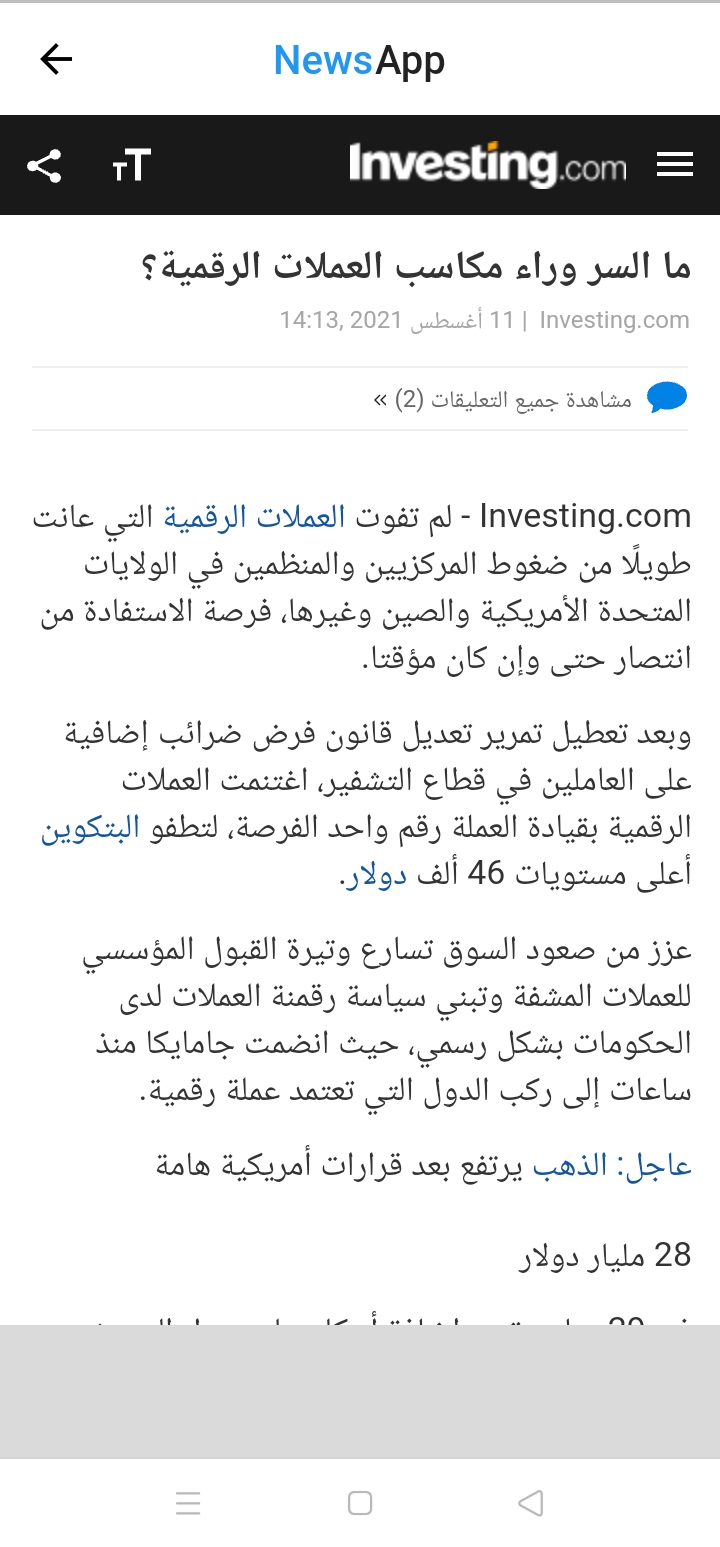 NewsApp
Investing.com
ما السر وراء مكاسب العملات الرقمية؟
Investing.com | 11 أغسطس 2021 ,14:13
مشاهدة جميع التعليقات (2) »
Investing.com - لم تفوت العملات الرقمية التي عانت
طويلًا من ضغوط المركزيين والمنظمين في الولايات
المتحدة الأمريكية والصين وغيرها، فرصة الاستفادة من
انتصار حتى وإن كان مؤقتا.
وبعد تعطيل تمرير تعديل قانون فرض ضرائب إضافية
على العاملين في قطاع التشفير، اغتنمت العملات
الرقمية بقيادة العملة رقم واحد الفرصة، لتطفو البتكوين
أعلى مستويات 46 ألف دولار.
عزز من صعود السوق تسارع وتيرة القبول المؤسسي
للعملات المشفة وتبني سياسة رقمنة العملات لدى
الحكومات بشكل رسمي، حيث انضمت جامايكا منذ
ساعات إلى ركب الدول التي تعتمد عملة رقمية.
عاجل: الذهب يرتفع بعد قرارات أمريكية هامة
28 مليار دولار